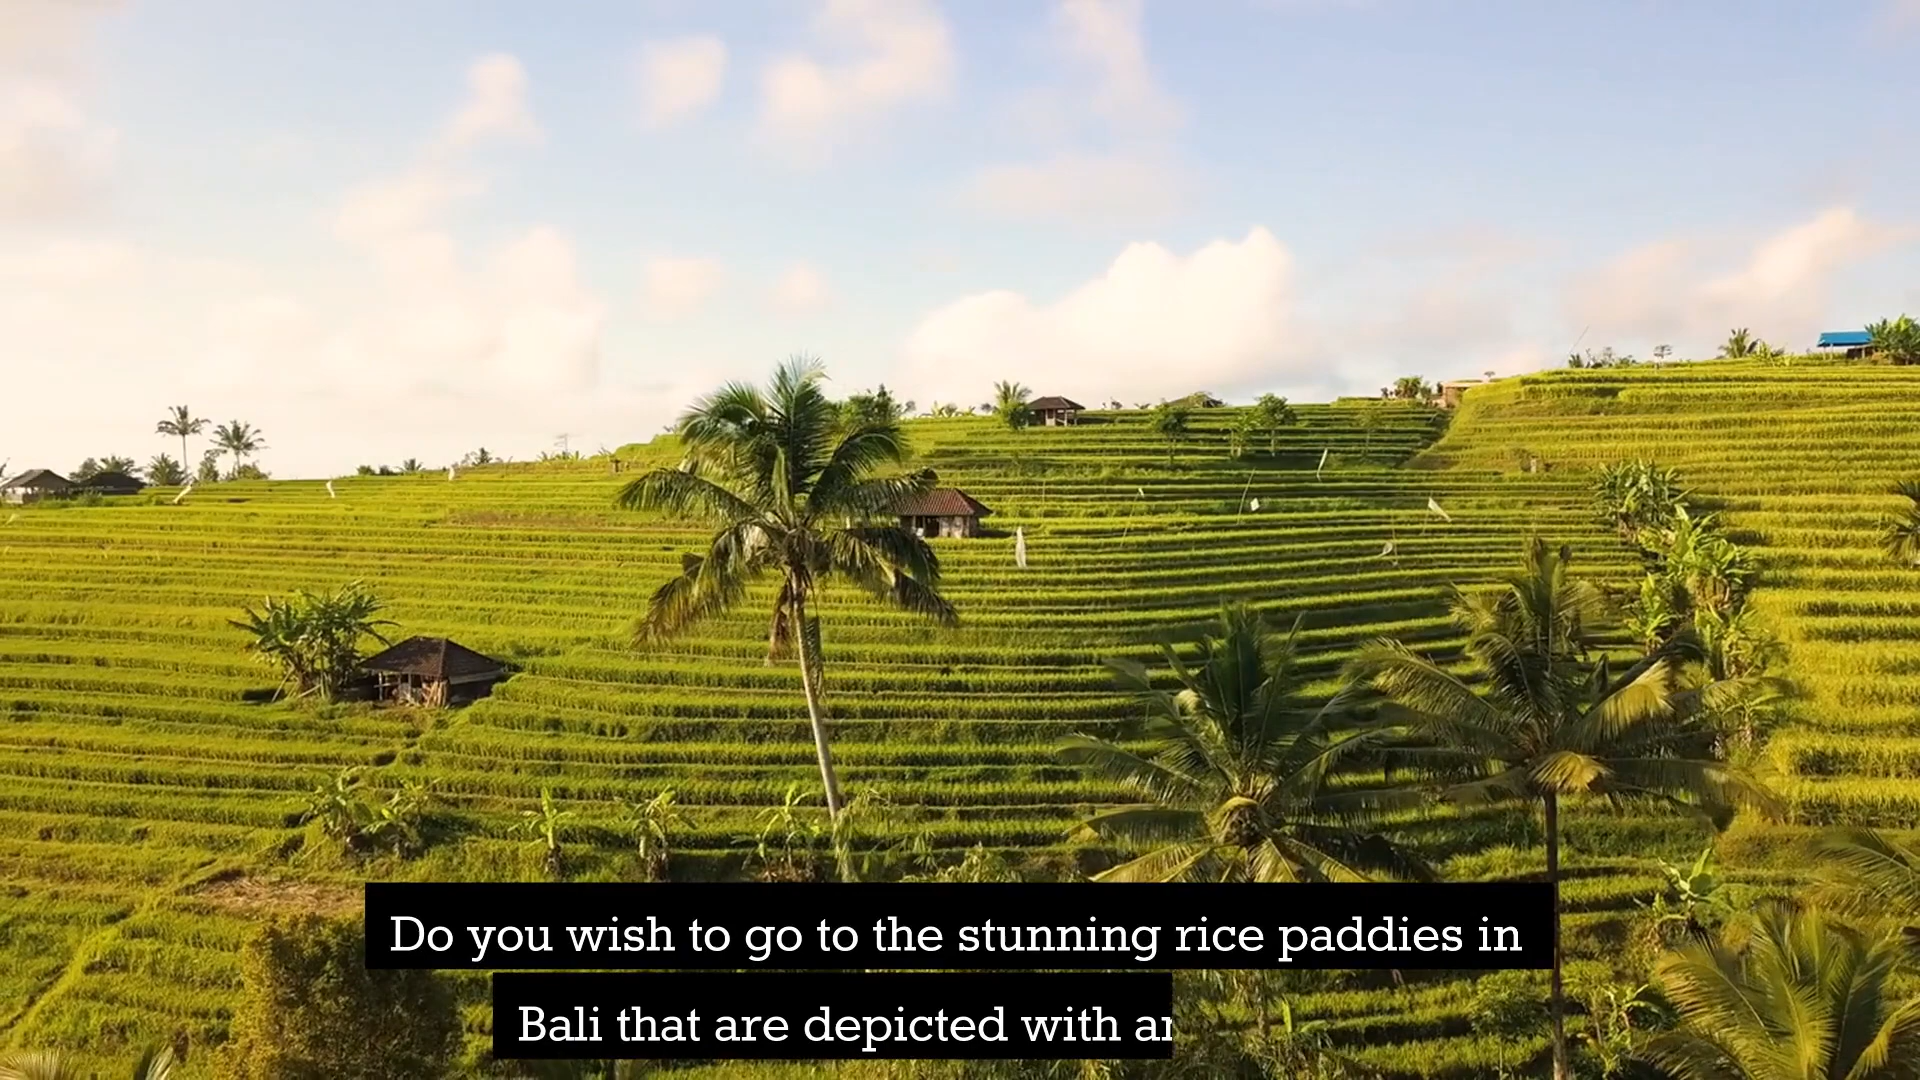 Do you wish to go to the stunning rice paddies in
Bali that are depicted with